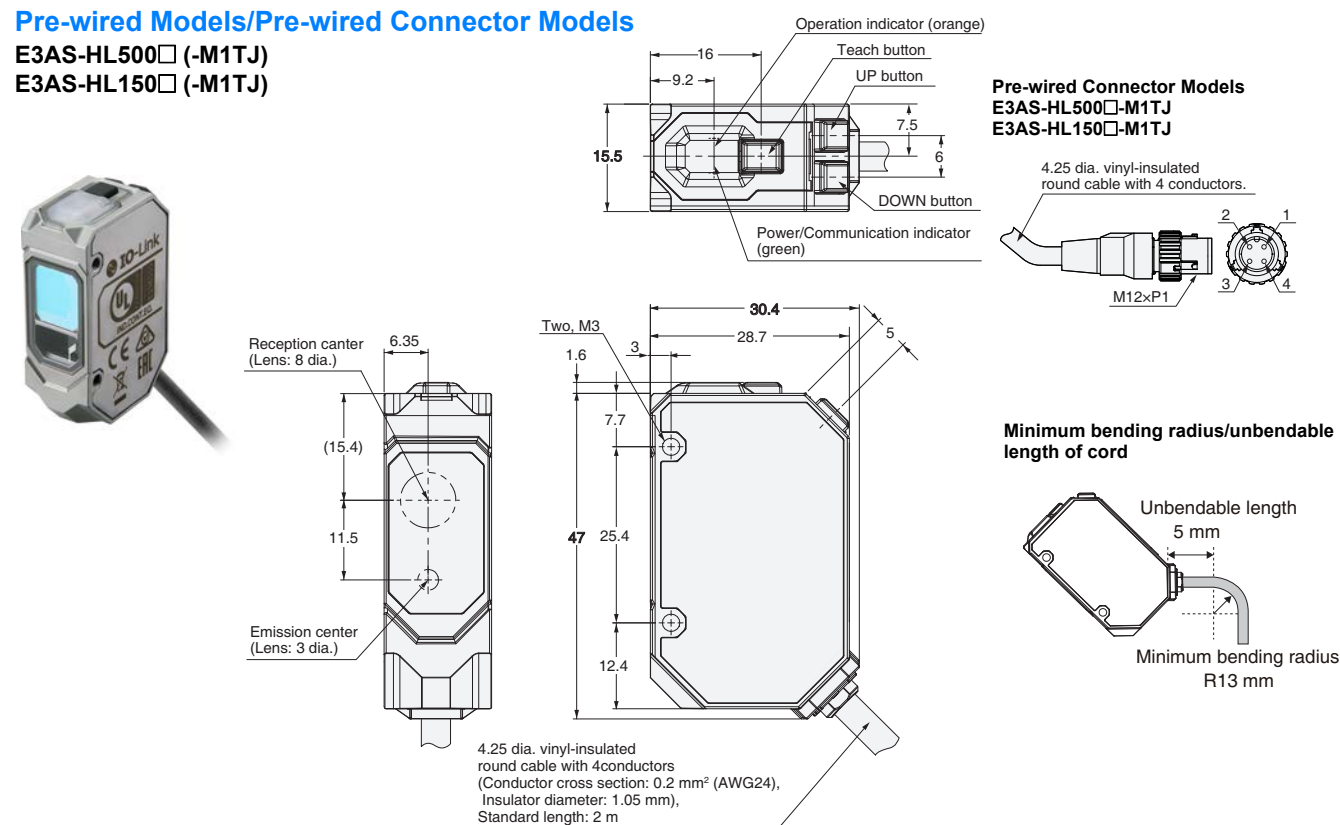 Pre-wired Models/Pre-wired Connector Models
E3AS-HL500□ (-M1TJ)
E3AS-HL150□ (-M1TJ)
IO-Link
UL
IND.CONT.EQ.
CE
EAC
Operation indicator (orange)
Teach button
UP button
16
9.2
15.5
7.5
6
DOWN button
Power/Communication indicator
(green)
Pre-wired Connector Models
E3AS-HL500□-M1TJ
E3AS-HL150□-M1TJ
4.25 dia. vinyl-insulated
round cable with 4 conductors.
2
1
3
4
M12×P1
Reception canter
(Lens: 8 dia.)
6.35
(15.4)
11.5
Emission center
(Lens: 3 dia.)
Two, M3
30.4
28.7
5
3
1.6
7.7
47
25.4
12.4
4.25 dia. vinyl-insulated
round cable with 4conductors
(Conductor cross section: 0.2 mm² (AWG24),
Insulator diameter: 1.05 mm),
Standard length: 2 m
Minimum bending radius/unbendable
length of cord
Unbendable length
5 mm
Minimum bending radius
R13 mm